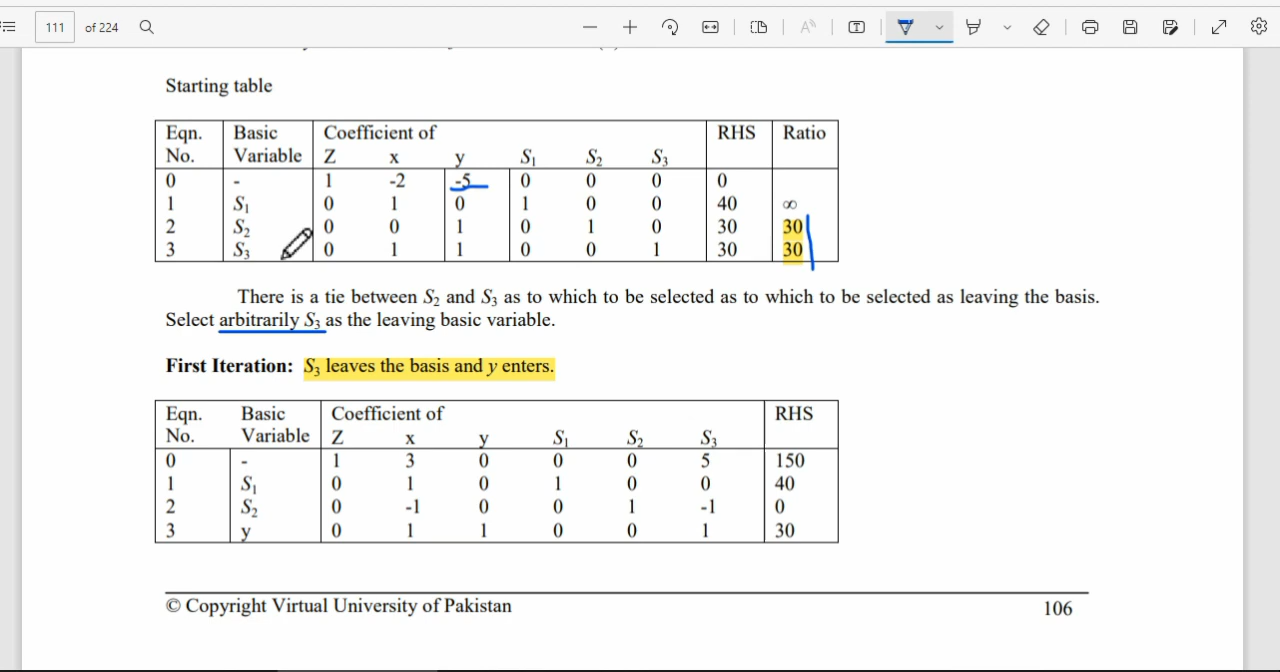 111 of 224
Starting table
Eqn. Basic Coefficient of RHS Ratio
No. Variable Z x y S₁ S₂ S₃
0 - 1 -2 -5 0 0 0 0
1 S₁ 0 1 0 1 0 0 40 ∞
2 S₂ 0 0 1 0 1 0 30 30
3 S₃ 0 1 1 0 0 1 30 30
There is a tie between S₂ and S₃ as to which to be selected as to which to be selected as leaving the basis.
Select arbitrarily S₃ as the leaving basic variable.
First Iteration: S₃ leaves the basis and y enters.
Eqn. Basic Coefficient of RHS
No. Variable Z x y S₁ S₂ S₃
0 - 1 3 0 0 0 5 150
1 S₁ 0 1 0 1 0 0 40
2 S₂ 0 -1 0 0 1 -1 0
3 y 0 1 1 0 0 1 30
© Copyright Virtual University of Pakistan 106